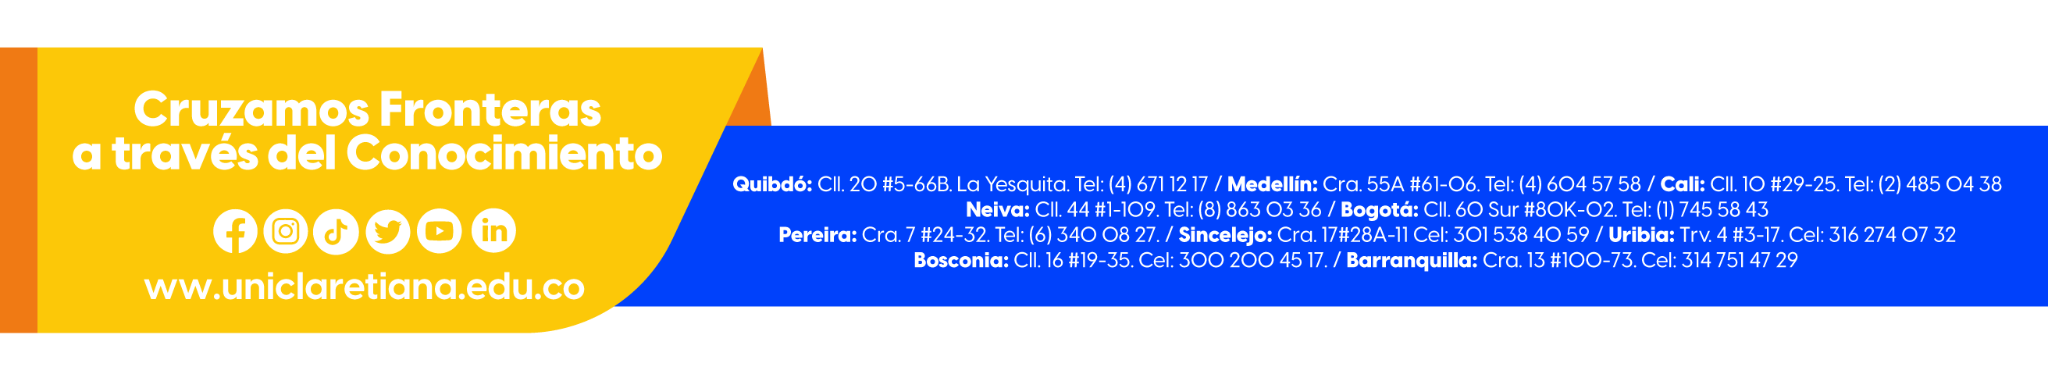 Cruzamos Fronteras
a través del Conocimiento
www.uniclaretiana.edu.co
Quibdó: Cll. 20 #5-66B. La Yesquita. Tel: (4) 671 12 17 / Medellín: Cra. 55A #61-06. Tel: (4) 604 57 58 / Cali: Cll. 10 #29-25. Tel: (2) 485 04 38
Neiva: Cll. 44 #1-109. Tel: (8) 863 03 36 / Bogotá: Cll. 60 Sur #80K-02. Tel: (1) 745 58 43
Pereira: Cra. 7 #24-32. Tel: (6) 340 08 27. / Sincelejo: Cra. 17#28A-11 Cel: 301 538 40 59 / Uribia: Trv. 4 #3-17. Cel: 316 274 07 32
Bosconia: Cll. 16 #19-35. Cel: 300 200 45 17. / Barranquilla: Cra. 13 #100-73. Cel: 314 751 47 29